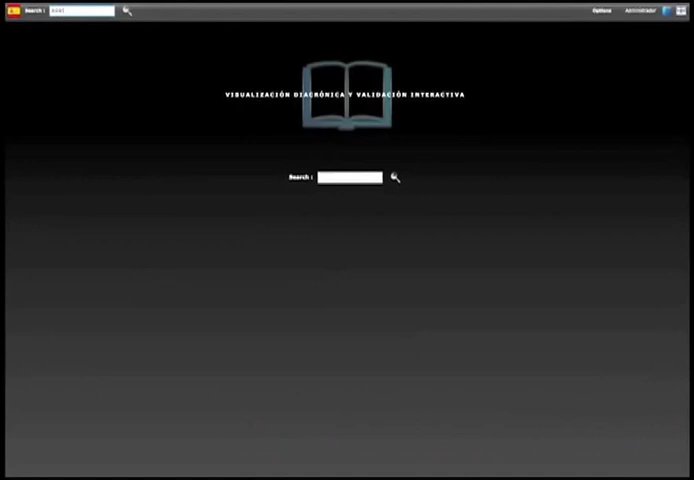 Search :
Options
Administrador
VISUALIZACIÓN DIACRÓNICA Y VALIDACIÓN INTERACTIVA
Search :